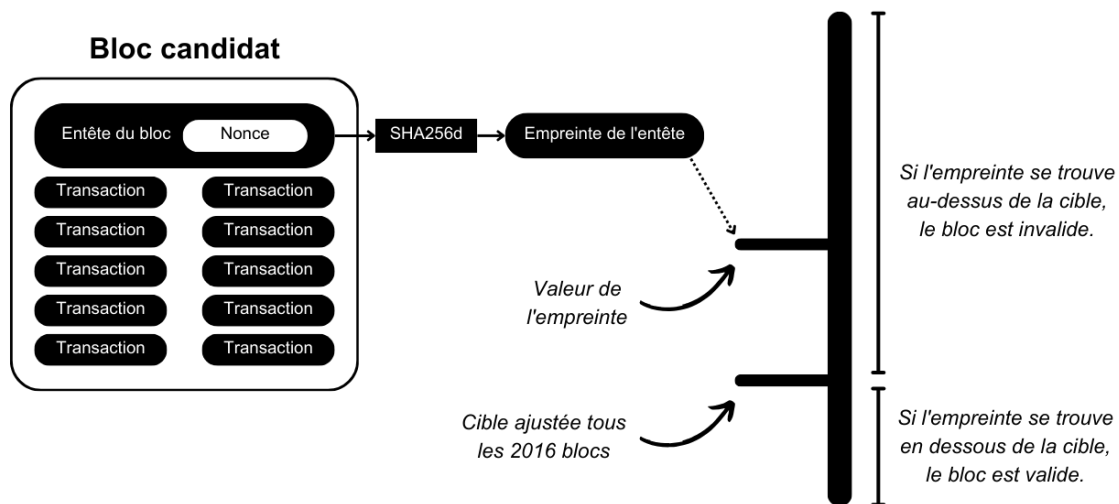 Bloc candidat
Entête du bloc
Nonce
SHA256d
Empreinte de l'entête
Transaction
Transaction
Transaction
Transaction
Transaction
Transaction
Transaction
Transaction
Transaction
Transaction
Valeur de
l'empreinte
Cible ajustée tous
les 2016 blocs
Si l'empreinte se trouve
au-dessus de la cible,
le bloc est invalide.
Si l'empreinte se trouve
en dessous de la cible,
le bloc est valide.